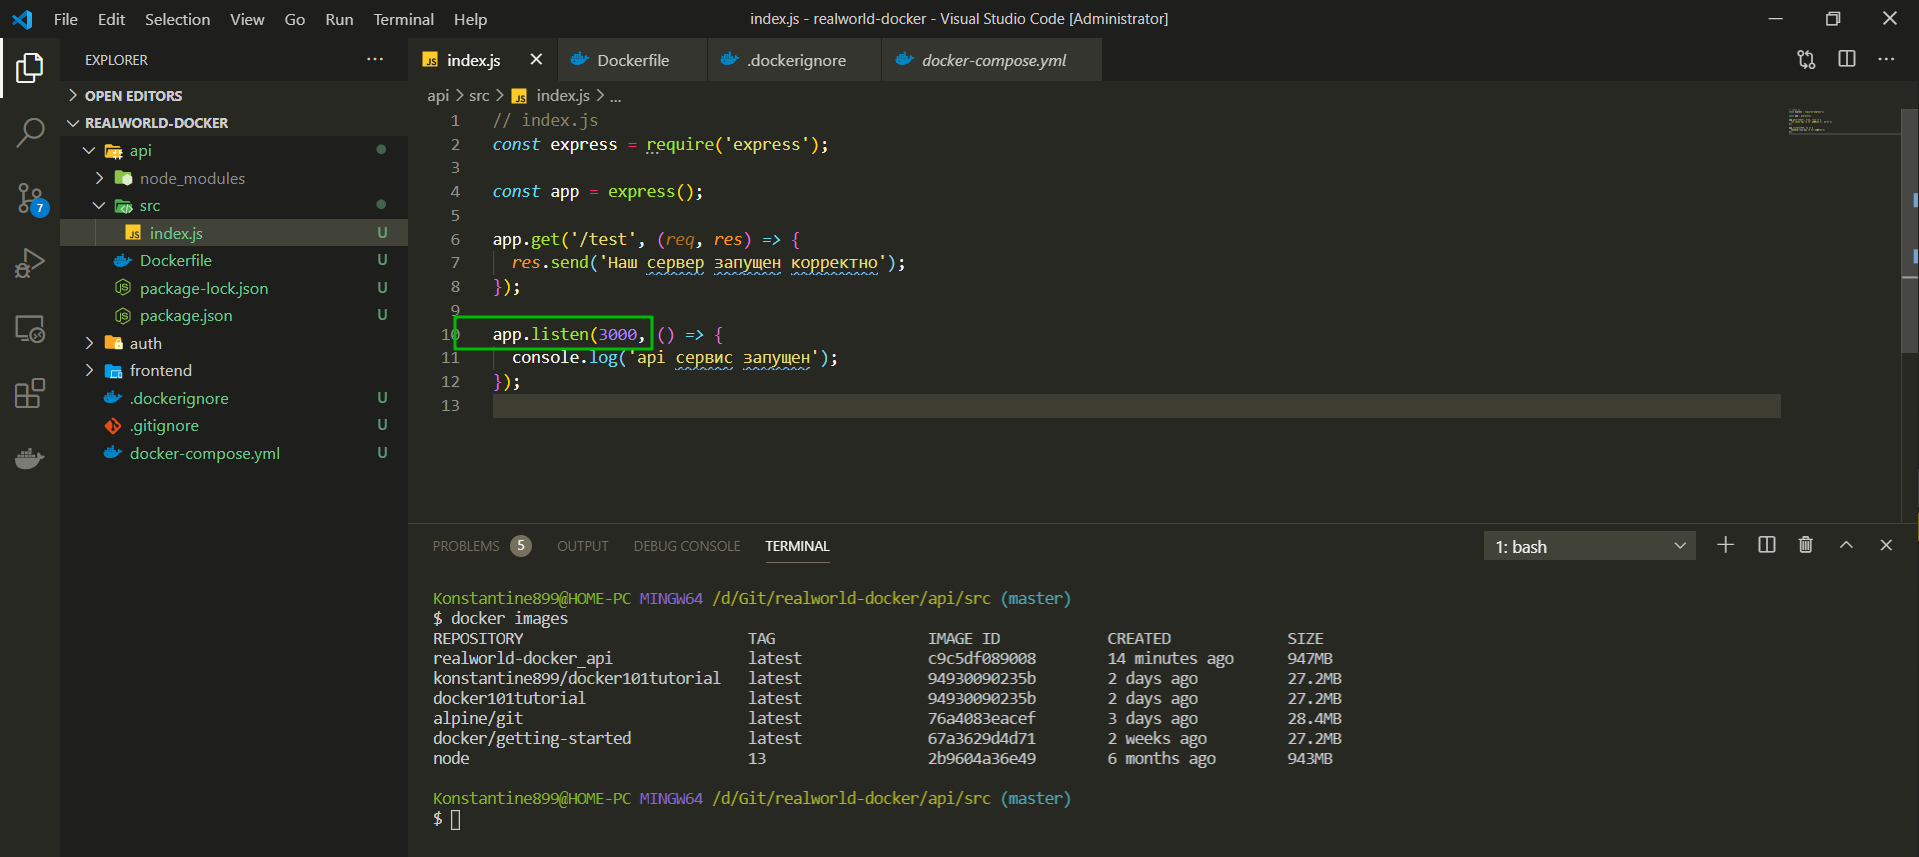 File Edit Selection View Go Run Terminal Help
index.js - realworld-docker - Visual Studio Code [Administrator]
EXPLORER
OPEN EDITORS
REALWORLD-DOCKER
api
node_modules
src
index.js U
Dockerfile U
package-lock.json U
package.json U
auth
frontend
.dockerignore U
.gitignore U
docker-compose.yml U
7
index.js Dockerfile .dockerignore docker-compose.yml
api > src > index.js > ...
1 // index.js
2 const express = require('express');
3
4 const app = express();
5
6 app.get('/test', (req, res) => {
7 res.send('Наш сервер запущен корректно');
8 });
9
10 app.listen(3000, () => {
11 console.log('api сервис запущен');
12 });
13
PROBLEMS 5 OUTPUT DEBUG CONSOLE TERMINAL
1: bash
Konstantine899@HOME-PC MINGW64 /d/Git/realworld-docker/api/src (master)
$ docker images
REPOSITORY TAG IMAGE ID CREATED SIZE
realworld-docker_api latest c9c5df089008 14 minutes ago 947MB
konstantine899/docker101tutorial latest 94930090235b 2 days ago 27.2MB
docker101tutorial latest 94930090235b 2 days ago 27.2MB
alpine/git latest 76a4083eacef 3 days ago 28.4MB
docker/getting-started latest 67a3629d4d71 2 weeks ago 27.2MB
node 13 2b9604a36e49 6 months ago 943MB
Konstantine899@HOME-PC MINGW64 /d/Git/realworld-docker/api/src (master)
$